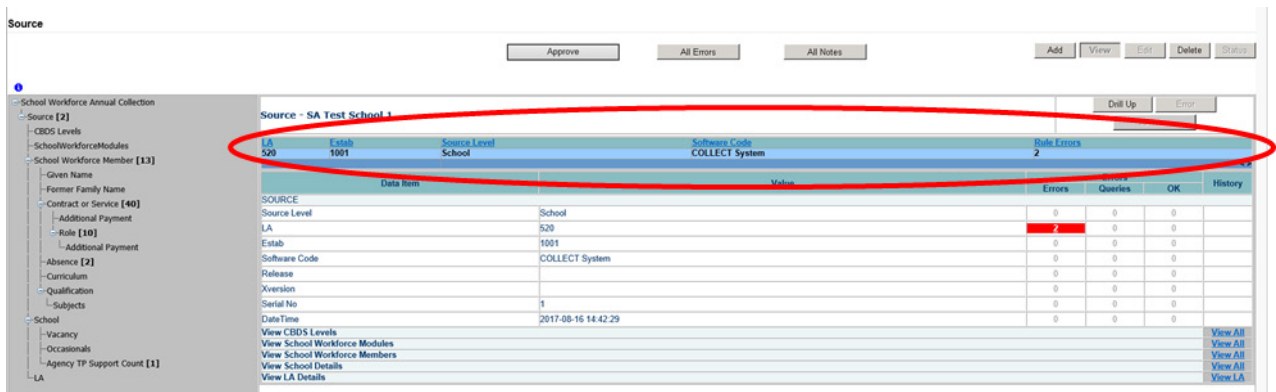 Source
Approve All Errors All Notes Add View Edit Delete Status
School Workforce Annual Collection
Source [2]
CBDS Levels
SchoolWorkforceModules
School Workforce Member [13]
Given Name
Former Family Name
Contract or Service [40]
Additional Payment
Role [10]
Additional Payment
Absence [2]
Curriculum
Qualification
Subjects
School
Vacancy
Occasionals
Agency TP Support Count [1]
LA
Drill Up Error
Source - SA Test School 1
LA Estab Source Level Software Code Rule Errors
520 1001 School COLLECT System 2
Data Item Value Errors History
Errors Queries OK
SOURCE
Source Level School 0 0 0
LA 520 2 0 0
Estab 1001 0 0 0
Software Code COLLECT System 0 0 0
Release 0 0 0
Xversion 0 0 0
Serial No 1 0 0 0
DateTime 2017-08-16 14:42:29 0 0 0
View CBDS Levels View All
View School Workforce Modules View All
View School Workforce Members View All
View School Details View All
View LA Details View LA